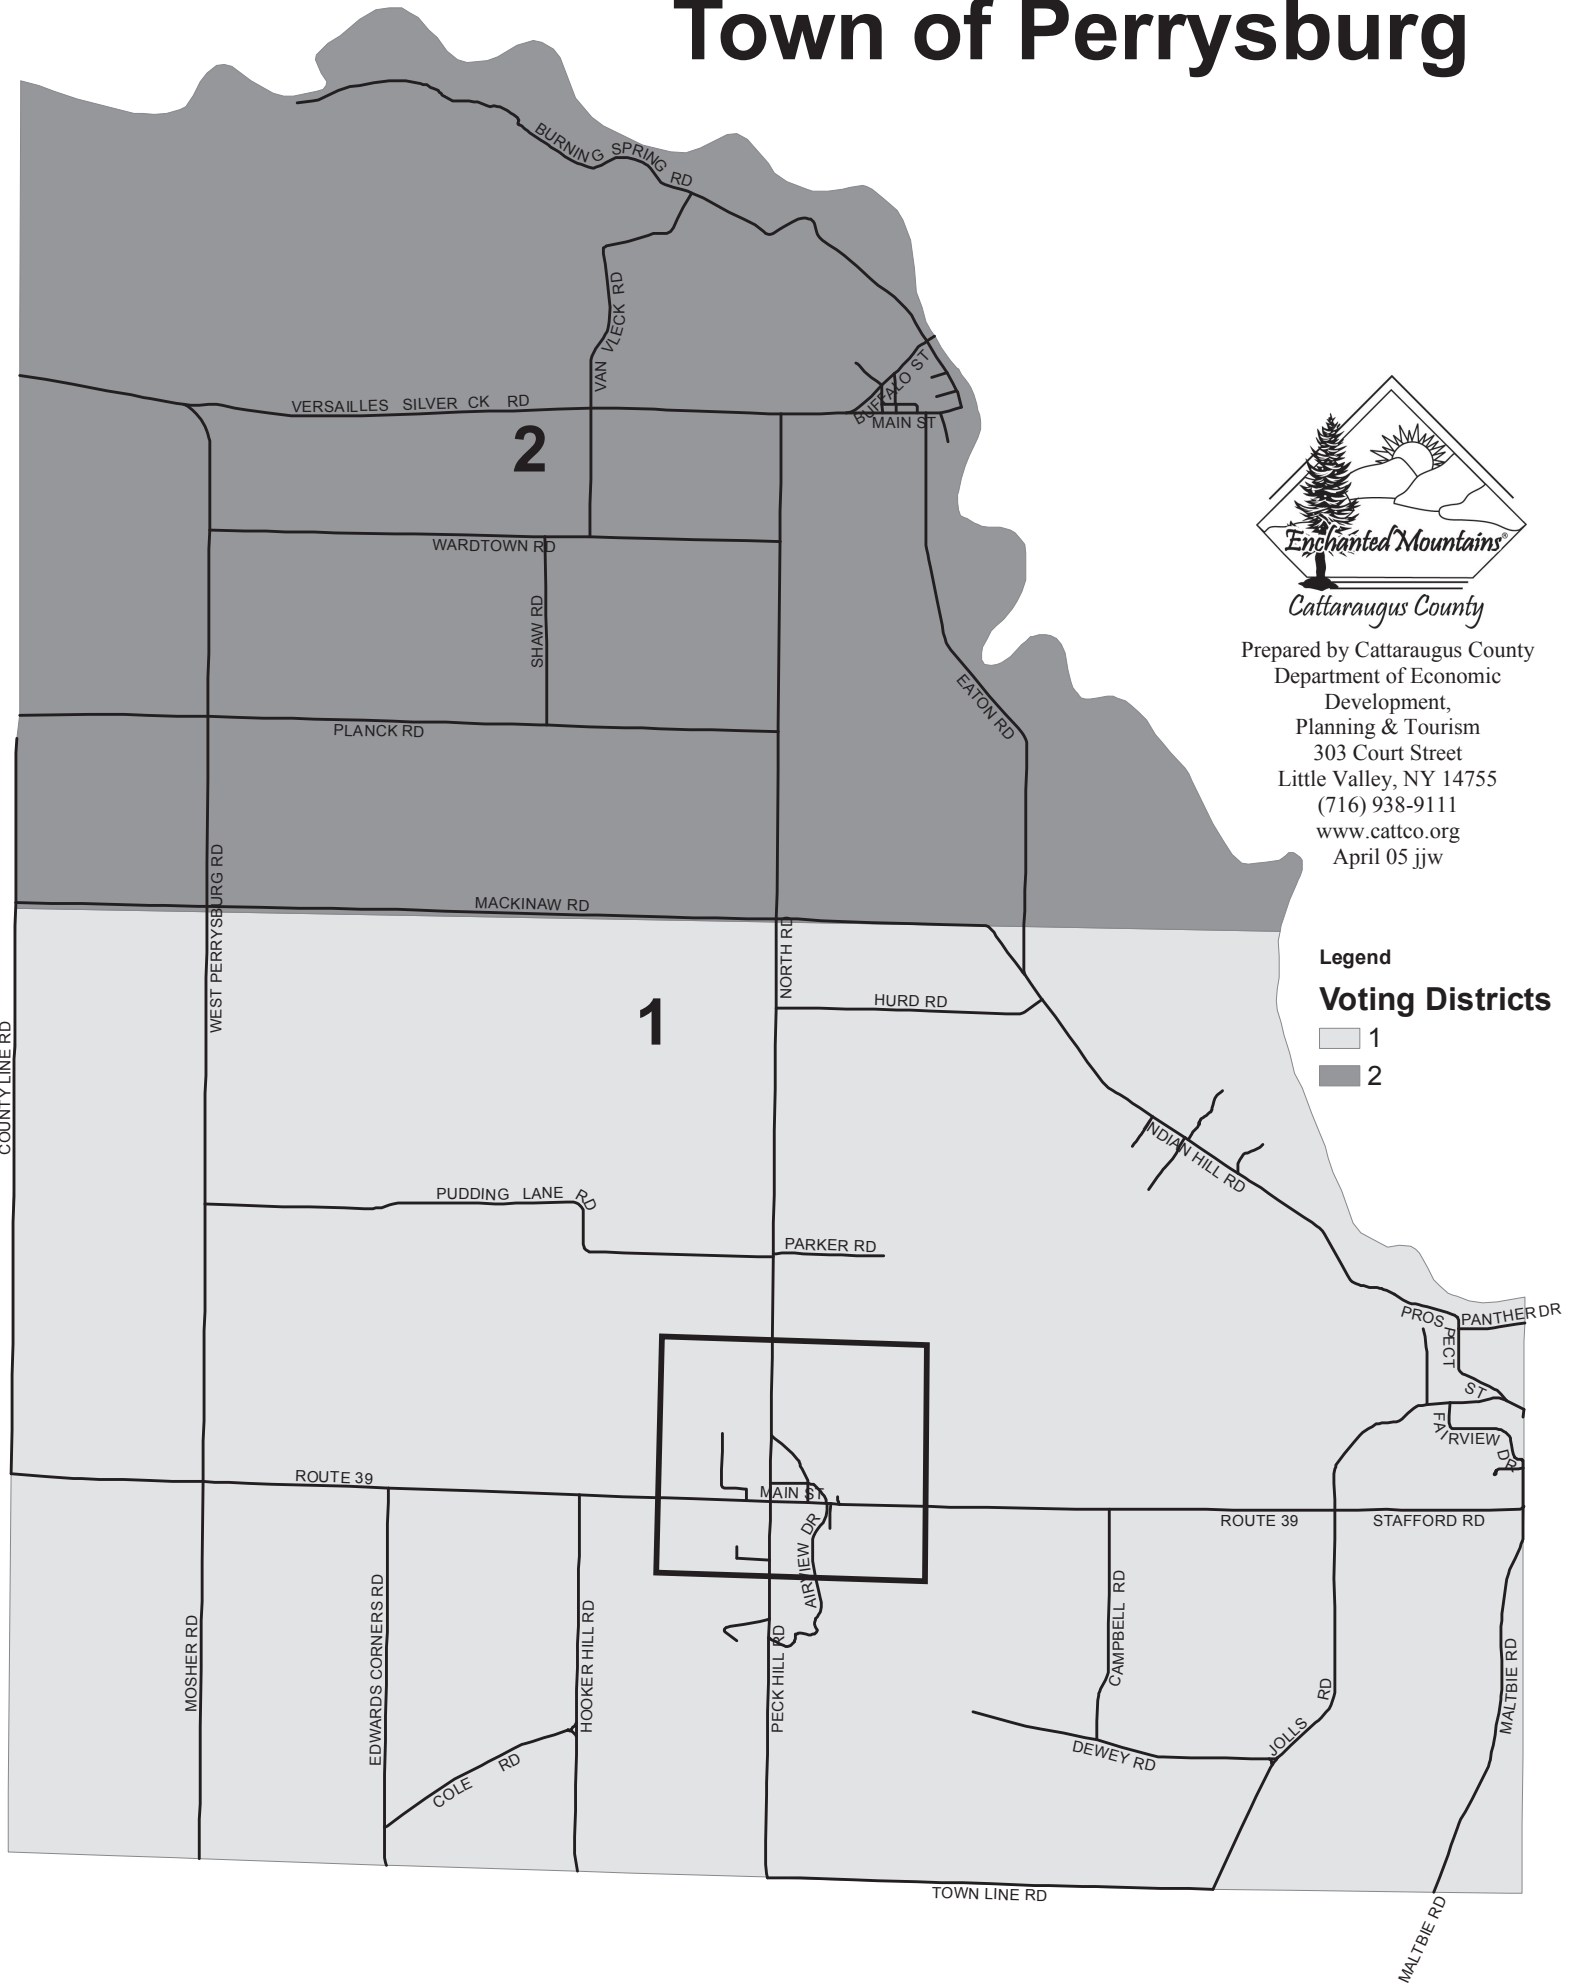 Town of Perrysburg
BURNING SPRING RD
VAN VLECK RD
BUFFALO ST
VERSAILLES SILVER CK RD
MAIN ST
2
WARDTOWN RD
SHAW RD
EATON RD
PLANCK RD
WEST PERRYSBURG RD
MACKINAW RD
NORTH RD
HURD RD
1
COUNTY LINE RD
INDIAN HILL RD
PUDDING LANE RD
PARKER RD
PROSPECT ST
PANTHER DR
FAIRVIEW DR
ROUTE 39
MAIN ST
AIRVIEW DR
ROUTE 39
STAFFORD RD
MOSHER RD
EDWARDS CORNERS RD
HOOKER HILL RD
PECK HILL RD
CAMPBELL RD
COLE RD
DEWEY RD
JOLLS RD
MALTBIE RD
TOWN LINE RD
MALTBIE RD
Enchanted Mountains®
Cattaraugus County
Prepared by Cattaraugus County
Department of Economic
Development,
Planning & Tourism
303 Court Street
Little Valley, NY 14755
(716) 938-9111
www.cattco.org
April 05 jjw
Legend
Voting Districts
1
2